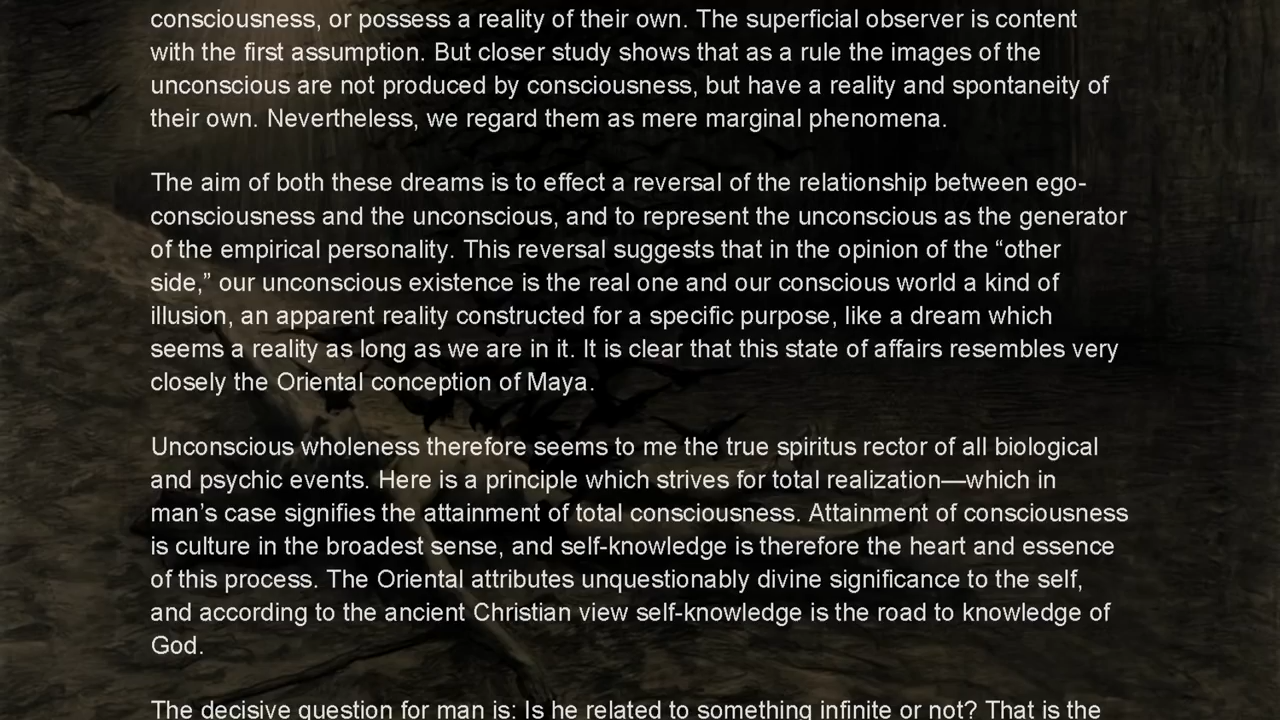 consciousness, or possess a reality of their own. The superficial observer is content
with the first assumption. But closer study shows that as a rule the images of the
unconscious are not produced by consciousness, but have a reality and spontaneity of
their own. Nevertheless, we regard them as mere marginal phenomena.
The aim of both these dreams is to effect a reversal of the relationship between ego-
consciousness and the unconscious, and to represent the unconscious as the generator
of the empirical personality. This reversal suggests that in the opinion of the “other
side,” our unconscious existence is the real one and our conscious world a kind of
illusion, an apparent reality constructed for a specific purpose, like a dream which
seems a reality as long as we are in it. It is clear that this state of affairs resembles very
closely the Oriental conception of Maya.
Unconscious wholeness therefore seems to me the true spiritus rector of all biological
and psychic events. Here is a principle which strives for total realization—which in
man’s case signifies the attainment of total consciousness. Attainment of consciousness
is culture in the broadest sense, and self-knowledge is therefore the heart and essence
of this process. The Oriental attributes unquestionably divine significance to the self,
and according to the ancient Christian view self-knowledge is the road to knowledge of
God.
The decisive question for man is: Is he related to something infinite or not? That is the